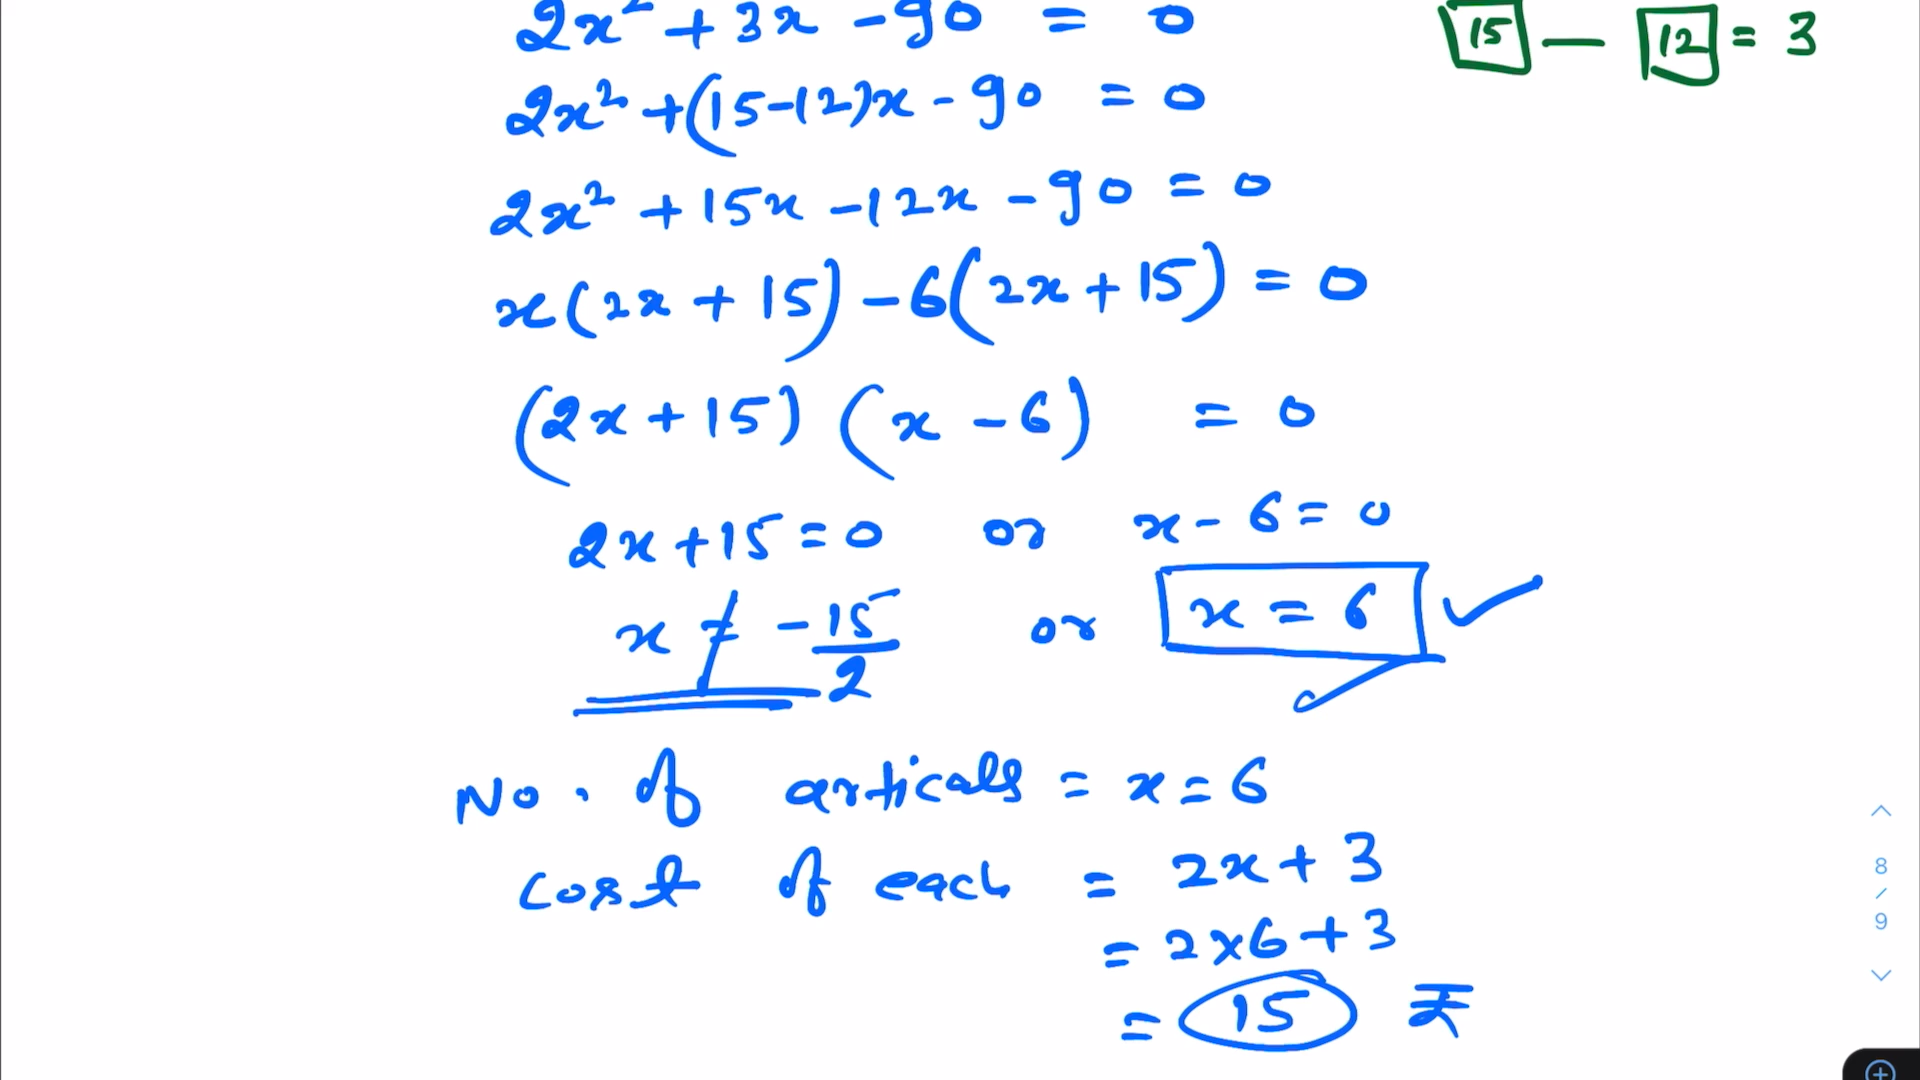 2x² + 3x - 90 = 0
15 — 12 = 3
2x² + (15-12)x - 90 = 0
2x² + 15x - 12x - 90 = 0
x(2x + 15) - 6(2x + 15) = 0
(2x + 15) (x - 6) = 0
2x + 15 = 0 or x - 6 = 0
x ≠ -15/2 or x = 6 ✓
No. of articals = x = 6
cost of each = 2x + 3
= 2x6 + 3
= 15 ₹
8
/
9